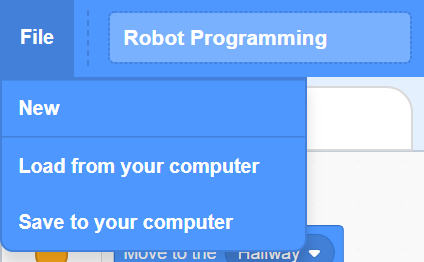 File
Robot Programming
New
Load from your computer
Save to your computer
Move to the Hallway